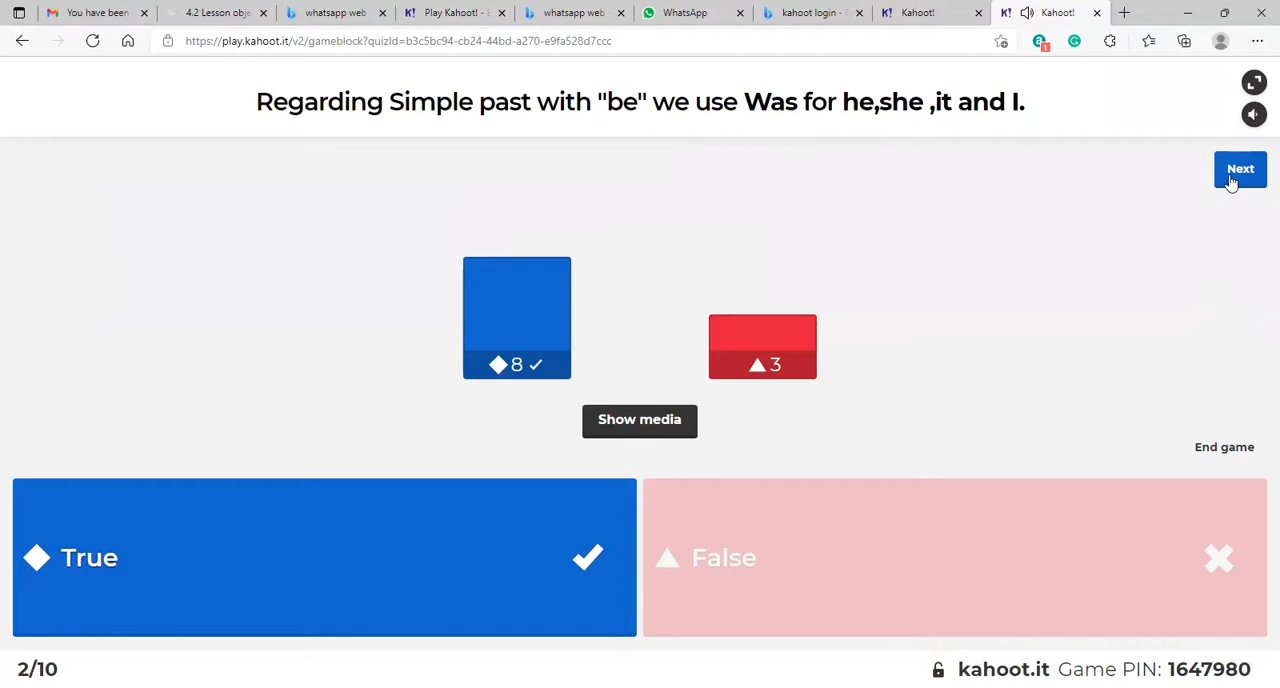 You have been
4.2 Lesson obje
whatsapp web
Play Kahoot! - E
whatsapp web
WhatsApp
kahoot login - 
Kahoot!
Kahoot!
https://play.kahoot.it/v2/gameblock?quizId=b3c5bc94-cb24-44bd-a270-e9fa528d7ccc
Regarding Simple past with "be" we use Was for he,she ,it and I.
Next
8
3
Show media
End game
True
False
2/10
kahoot.it Game PIN: 1647980